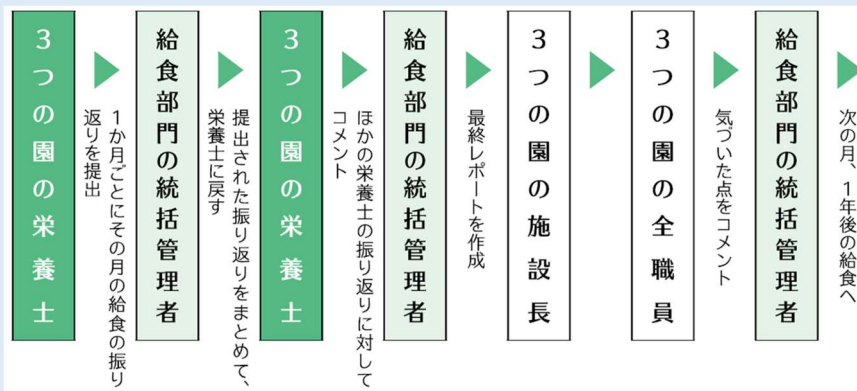 3つの園の栄養士
1か月ごとにその月の給食の振り
返りを提出
給食部門の統括管理者
提出された振り返りをまとめて、
栄養士に戻す
3つの園の栄養士
ほかの栄養士の振り返りに対して
コメント
給食部門の統括管理者
最終レポートを作成
3つの園の施設長
3つの園の全職員
気づいた点をコメント
給食部門の統括管理者
次の月、1年後の給食へ